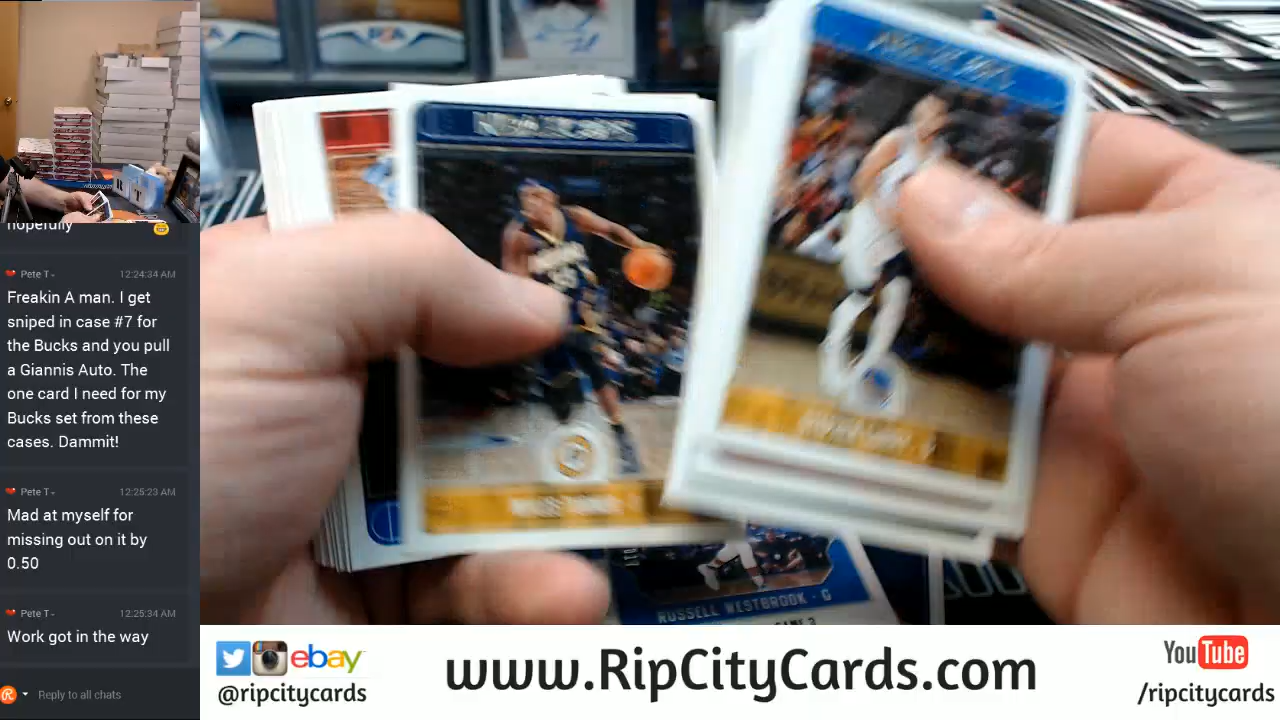 hopefully
Pete T
12:24:34 AM
Freakin A man. I get
sniped in case #7 for
the Bucks and you pull
a Giannis Auto. The
one card I need for my
Bucks set from these
cases. Dammit!
Pete T
12:25:23 AM
Mad at myself for
missing out on it by
0.50
Pete T
12:25:34 AM
Work got in the way
Reply to all chats
RUSSELL WESTBROOK - G
ebay
@ripcitycards
www.RipCityCards.com
YouTube
/ripcitycards